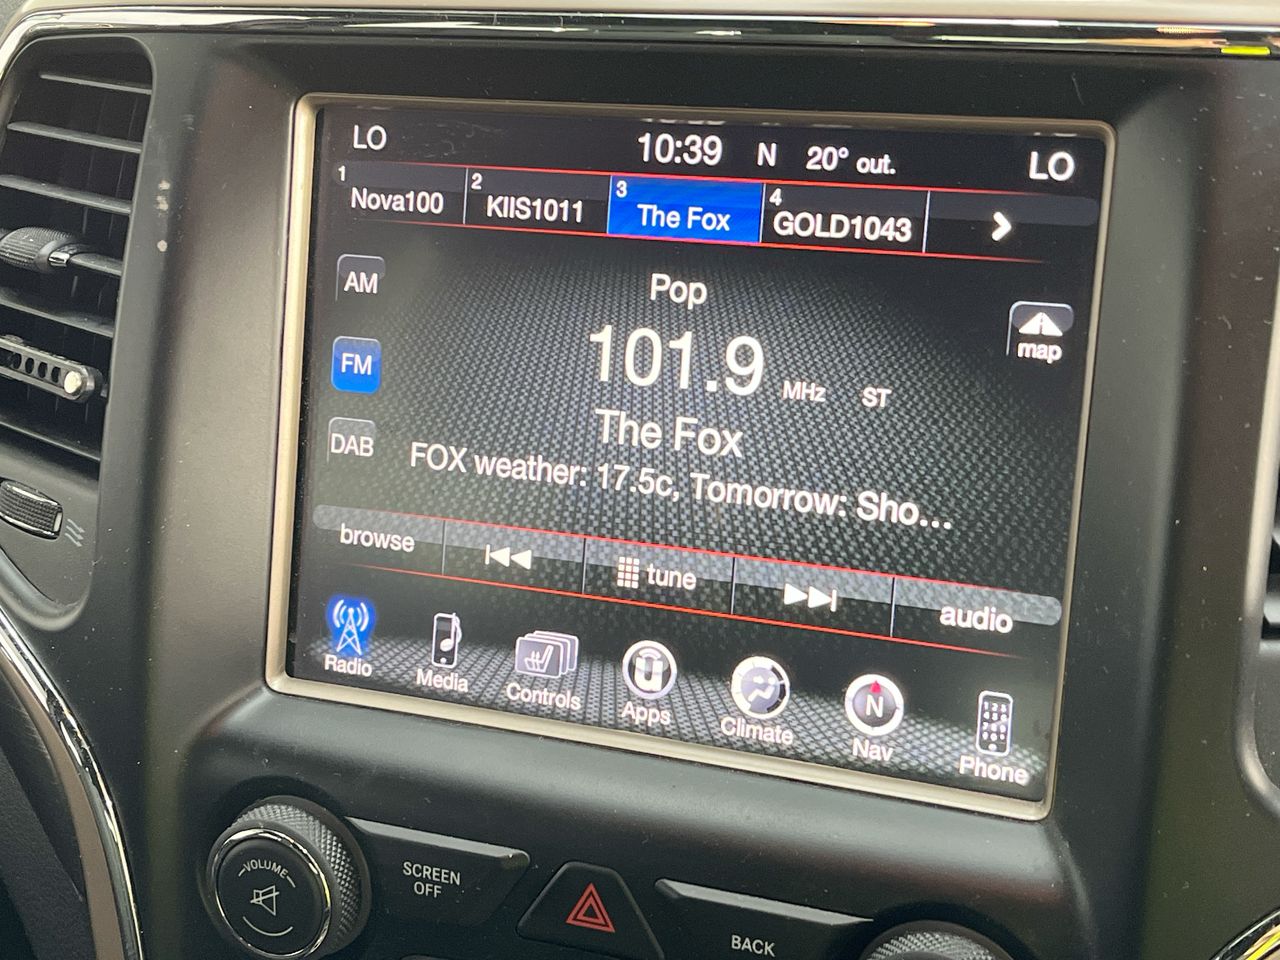 LO 10:39 N 20° out. LO
1 Nova100 2 KIIS1011 3 The Fox 4 GOLD1043
AM
Pop
map
FM
101.9 MHz ST
DAB
The Fox
FOX weather: 17.5c, Tomorrow: Sho...
browse tune audio
Radio Media Controls Apps Climate Nav Phone
N
VOLUME
SCREEN
OFF
BACK